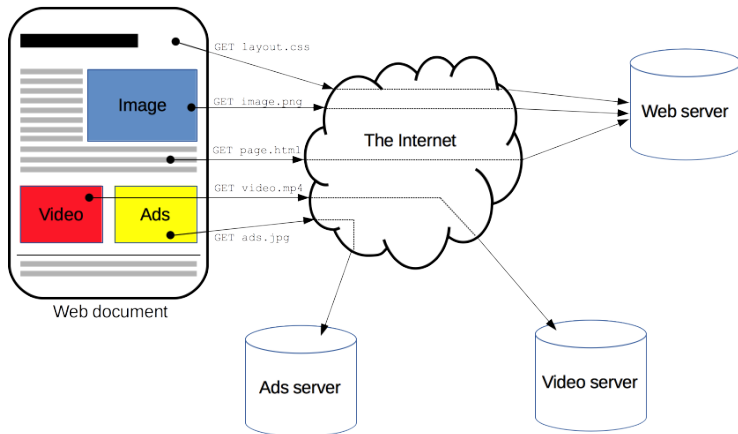 GET layout.css
Image
GET image.png
The Internet
Web server
GET page.html
Video
Ads
GET video.mp4
GET ads.jpg
Web document
Ads server
Video server